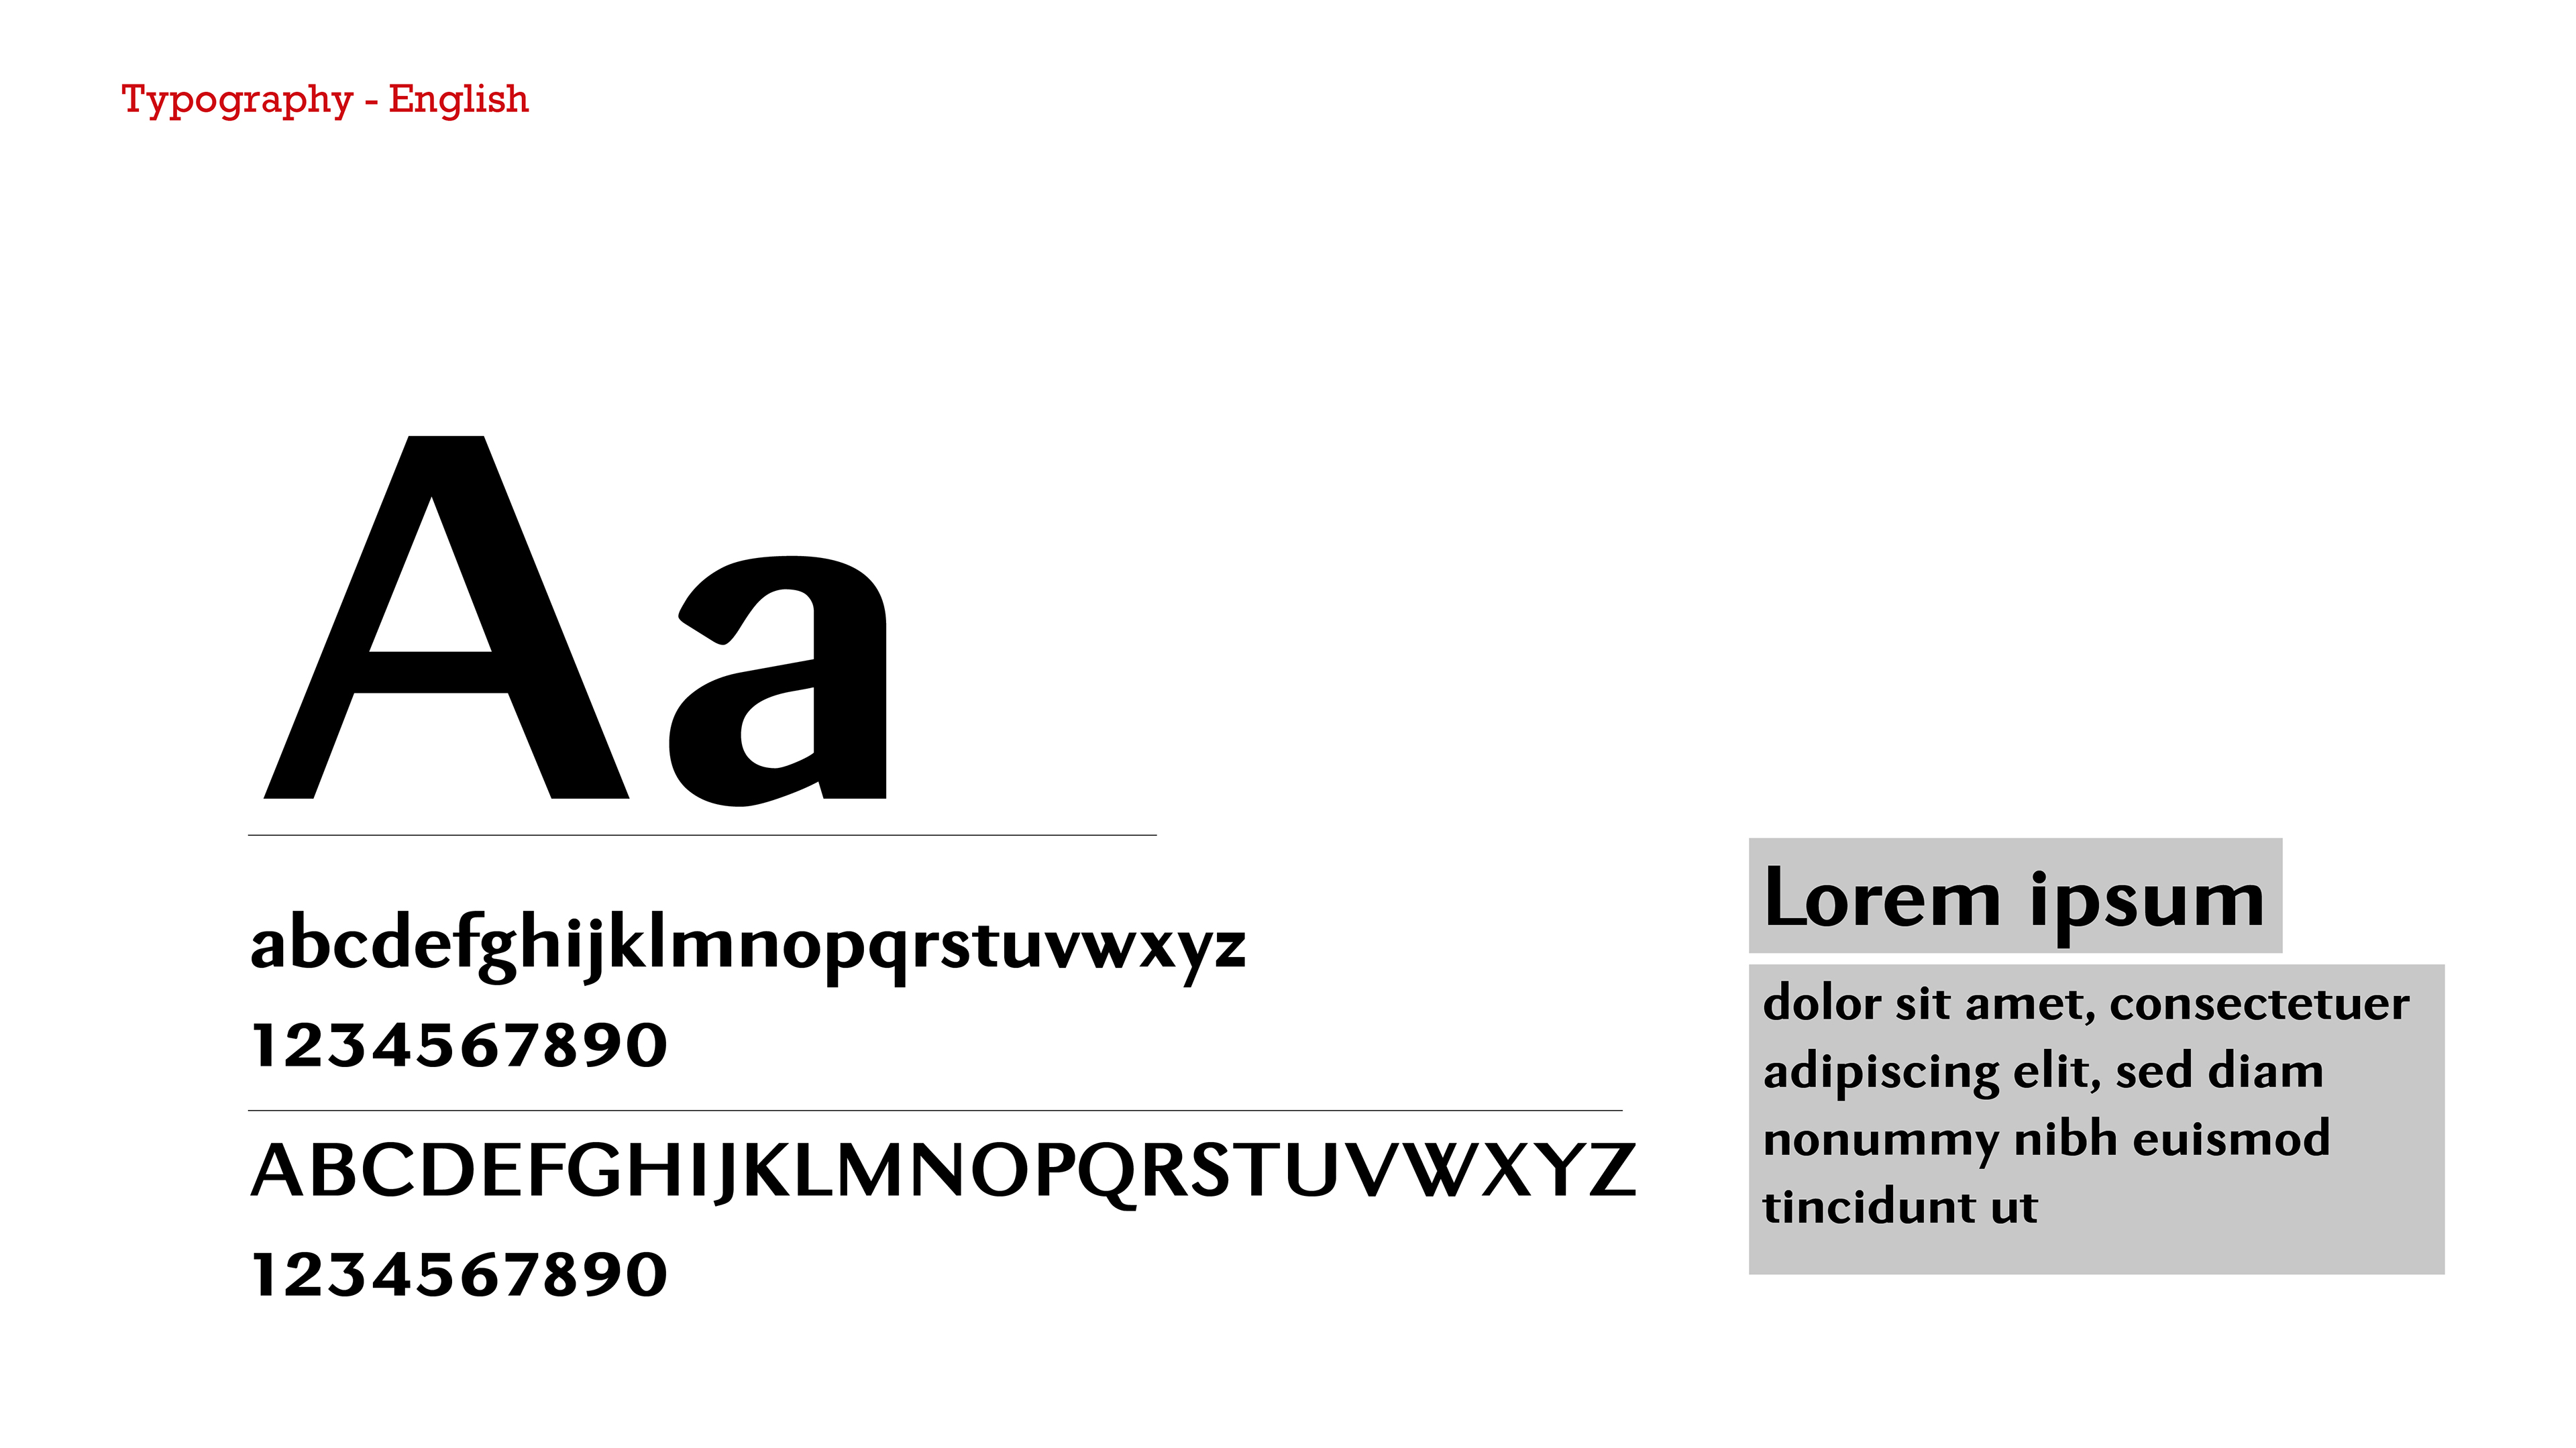 Typography - English
Aa
abcdefghijklmnopqrstuvwxyz
1234567890
ABCDEFGHIJKLMNOPQRSTUVWXYZ
1234567890
Lorem ipsum
dolor sit amet, consectetuer
adipiscing elit, sed diam
nonummy nibh euismod
tincidunt ut